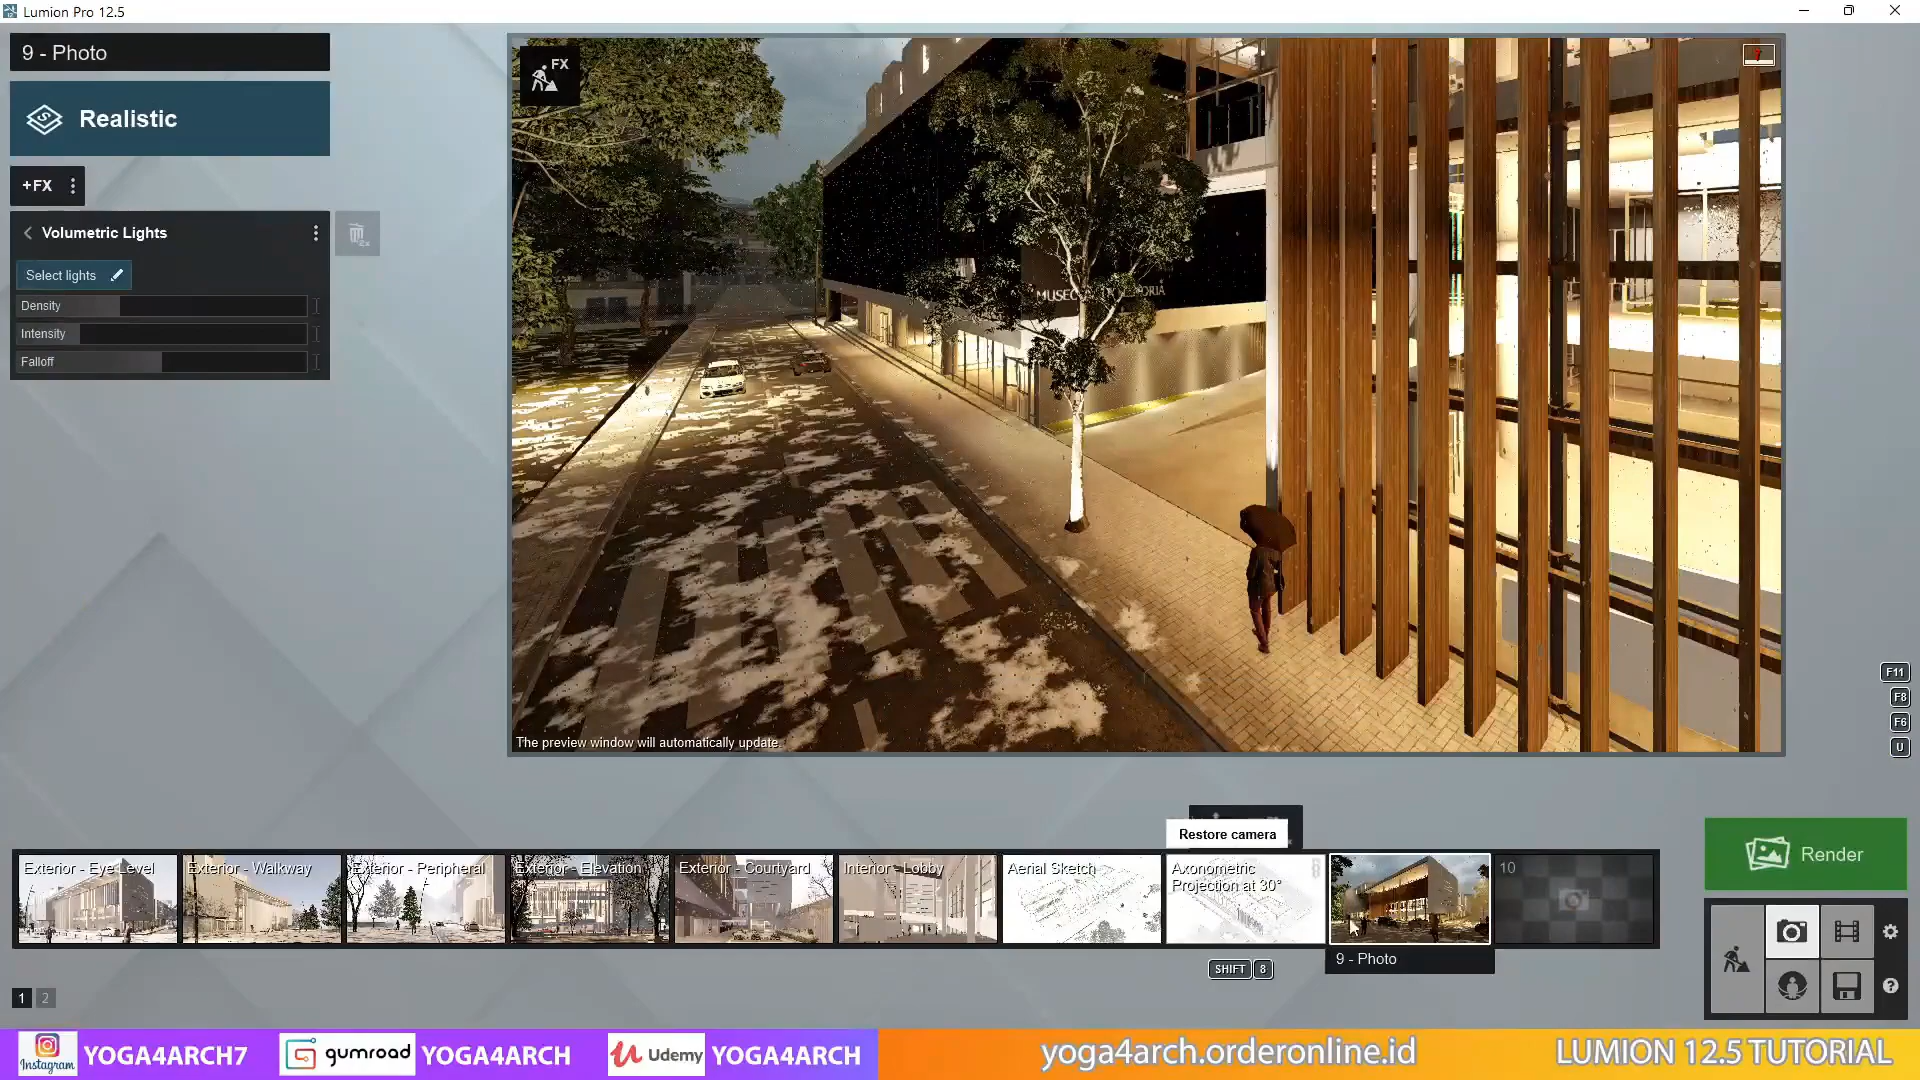 Lumion Pro 12.5
9 - Photo
Realistic
+FX
Volumetric Lights
Select lights
Density
Intensity
Falloff
FX
The preview window will automatically update.
F11
F8
F6
U
Restore camera
Exterior - Eye Level
Exterior - Walkway
Exterior - Peripheral
Exterior - Elevation
Exterior - Courtyard
Interior - Lobby
Aerial Sketch
Axonometric
Projection at 30°
10
9 - Photo
SHIFT 8
Render
1 2
Instagram YOGA4ARCH7 gumroad YOGA4ARCH Udemy YOGA4ARCH yoga4arch.orderonline.id LUMION 12.5 TUTORIAL